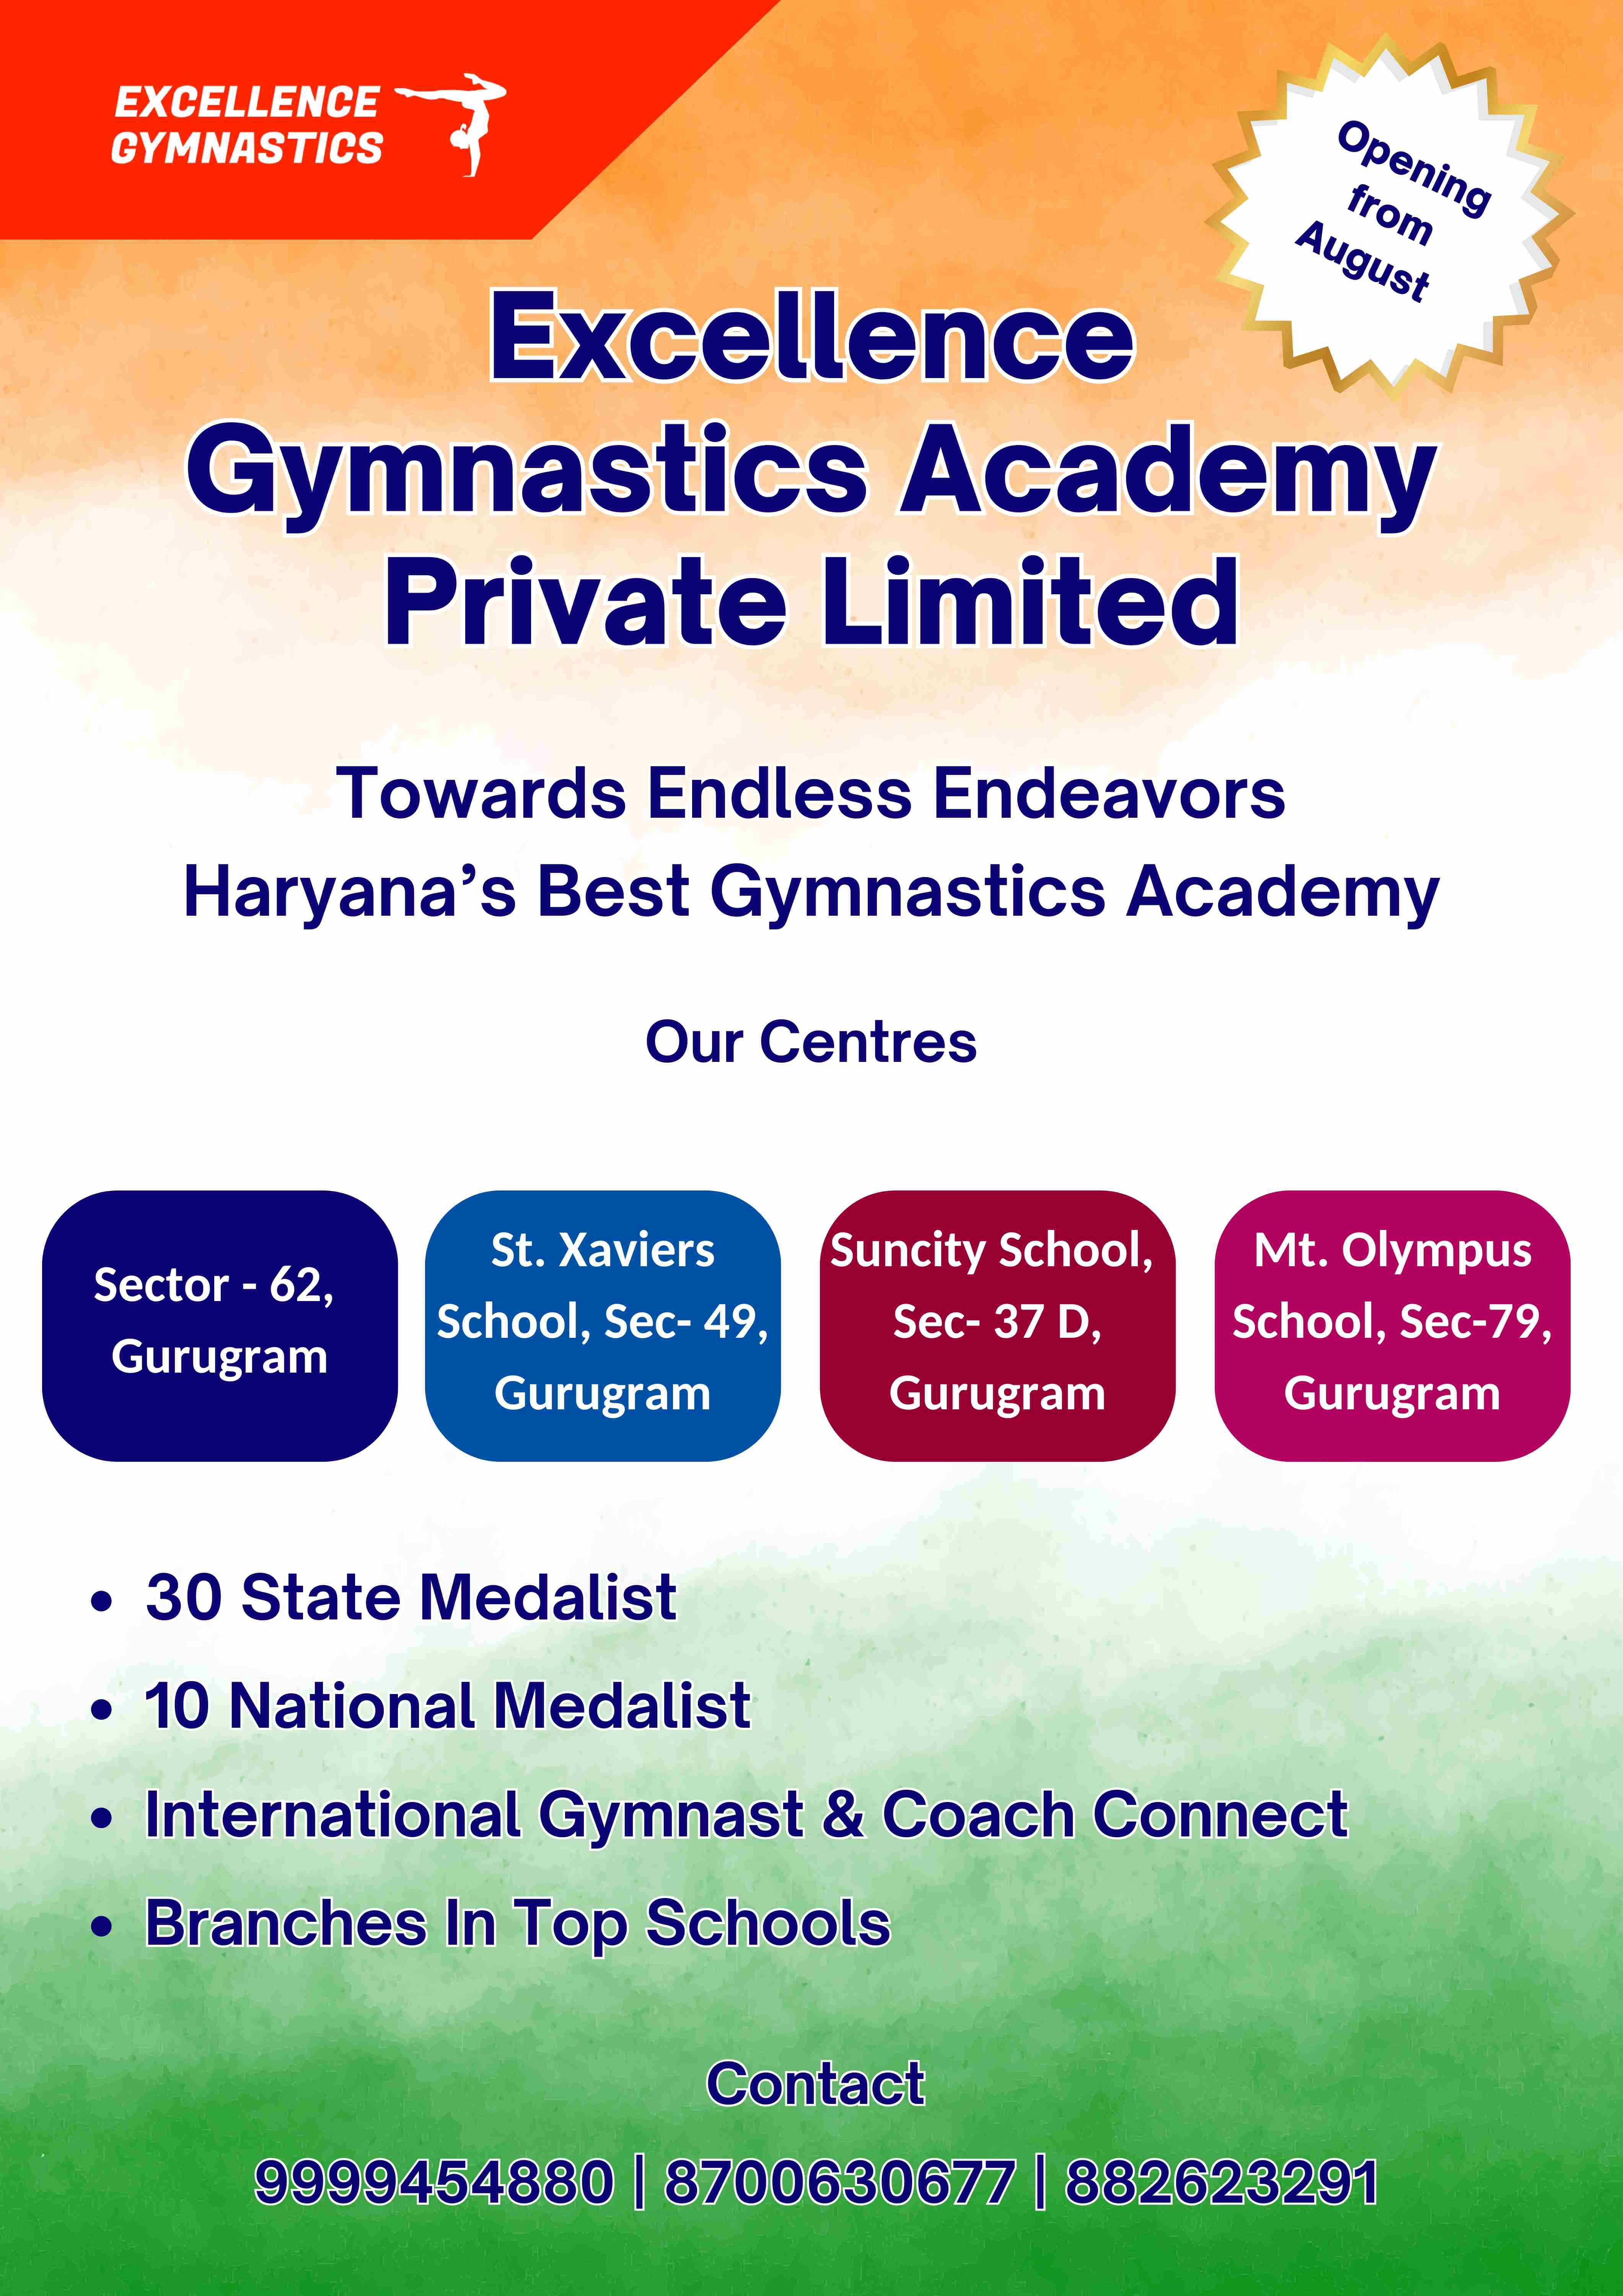 EXCELLENCE
GYMNASTICS
Opening
from
August
Excellence
Gymnastics Academy
Private Limited
Towards Endless Endeavors
Haryana’s Best Gymnastics Academy
Our Centres
Sector - 62,
Gurugram
St. Xaviers
School, Sec- 49,
Gurugram
Suncity School,
Sec- 37 D,
Gurugram
Mt. Olympus
School, Sec-79,
Gurugram
• 30 State Medalist
• 10 National Medalist
• International Gymnast & Coach Connect
• Branches In Top Schools
Contact
9999454880 | 8700630677 | 882623291